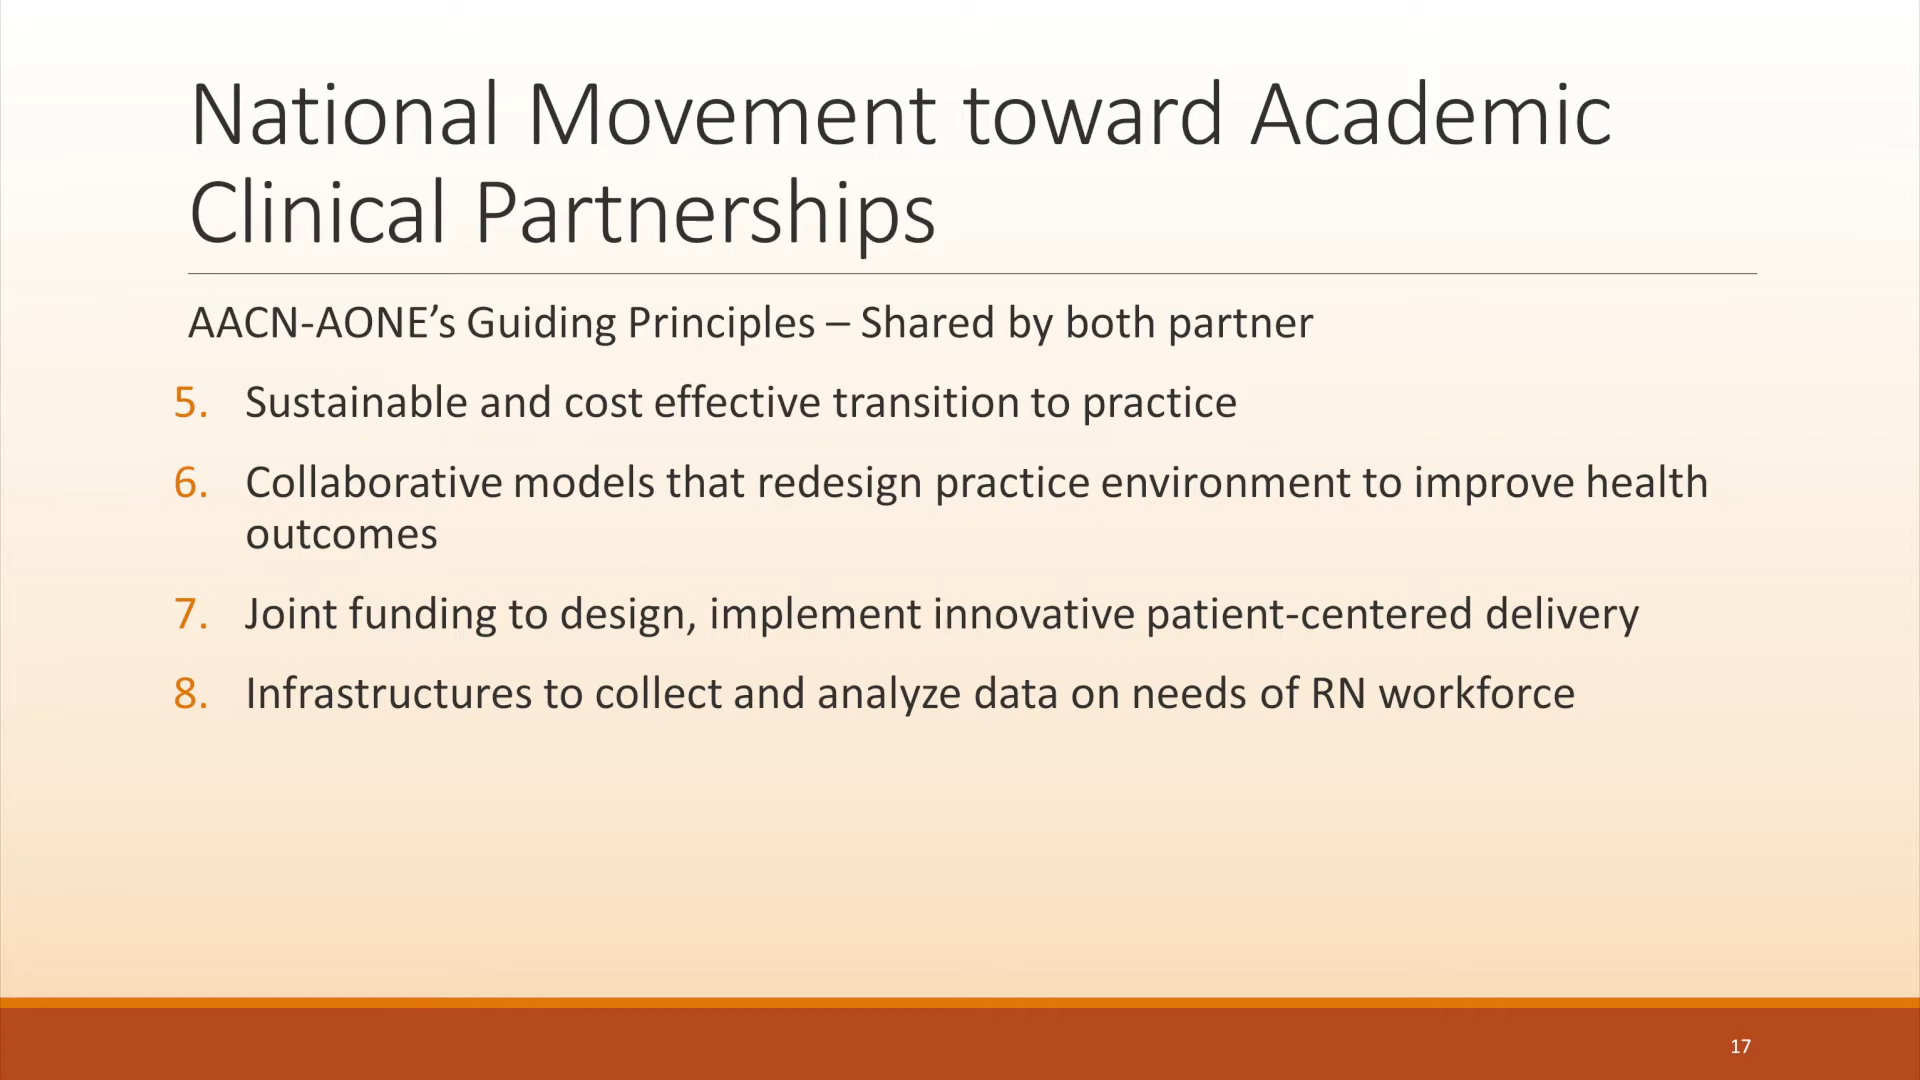 National Movement toward Academic
Clinical Partnerships
AACN-AONE’s Guiding Principles – Shared by both partner
5. Sustainable and cost effective transition to practice
6. Collaborative models that redesign practice environment to improve health
outcomes
7. Joint funding to design, implement innovative patient-centered delivery
8. Infrastructures to collect and analyze data on needs of RN workforce
17